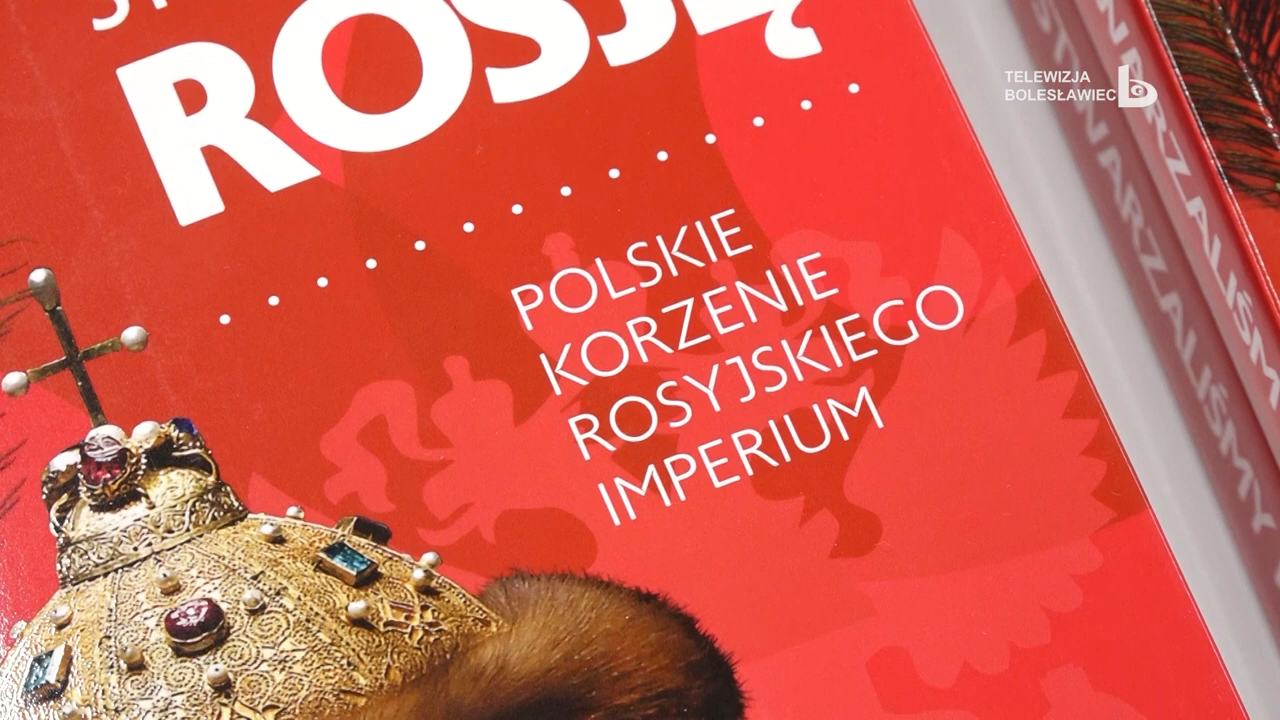 ROSJĘ
POLSKIE
KORZENIE
ROSYJSKIEGO
IMPERIUM
TELEWIZJA
BOLESŁAWIEC
STWARZALIŚMY